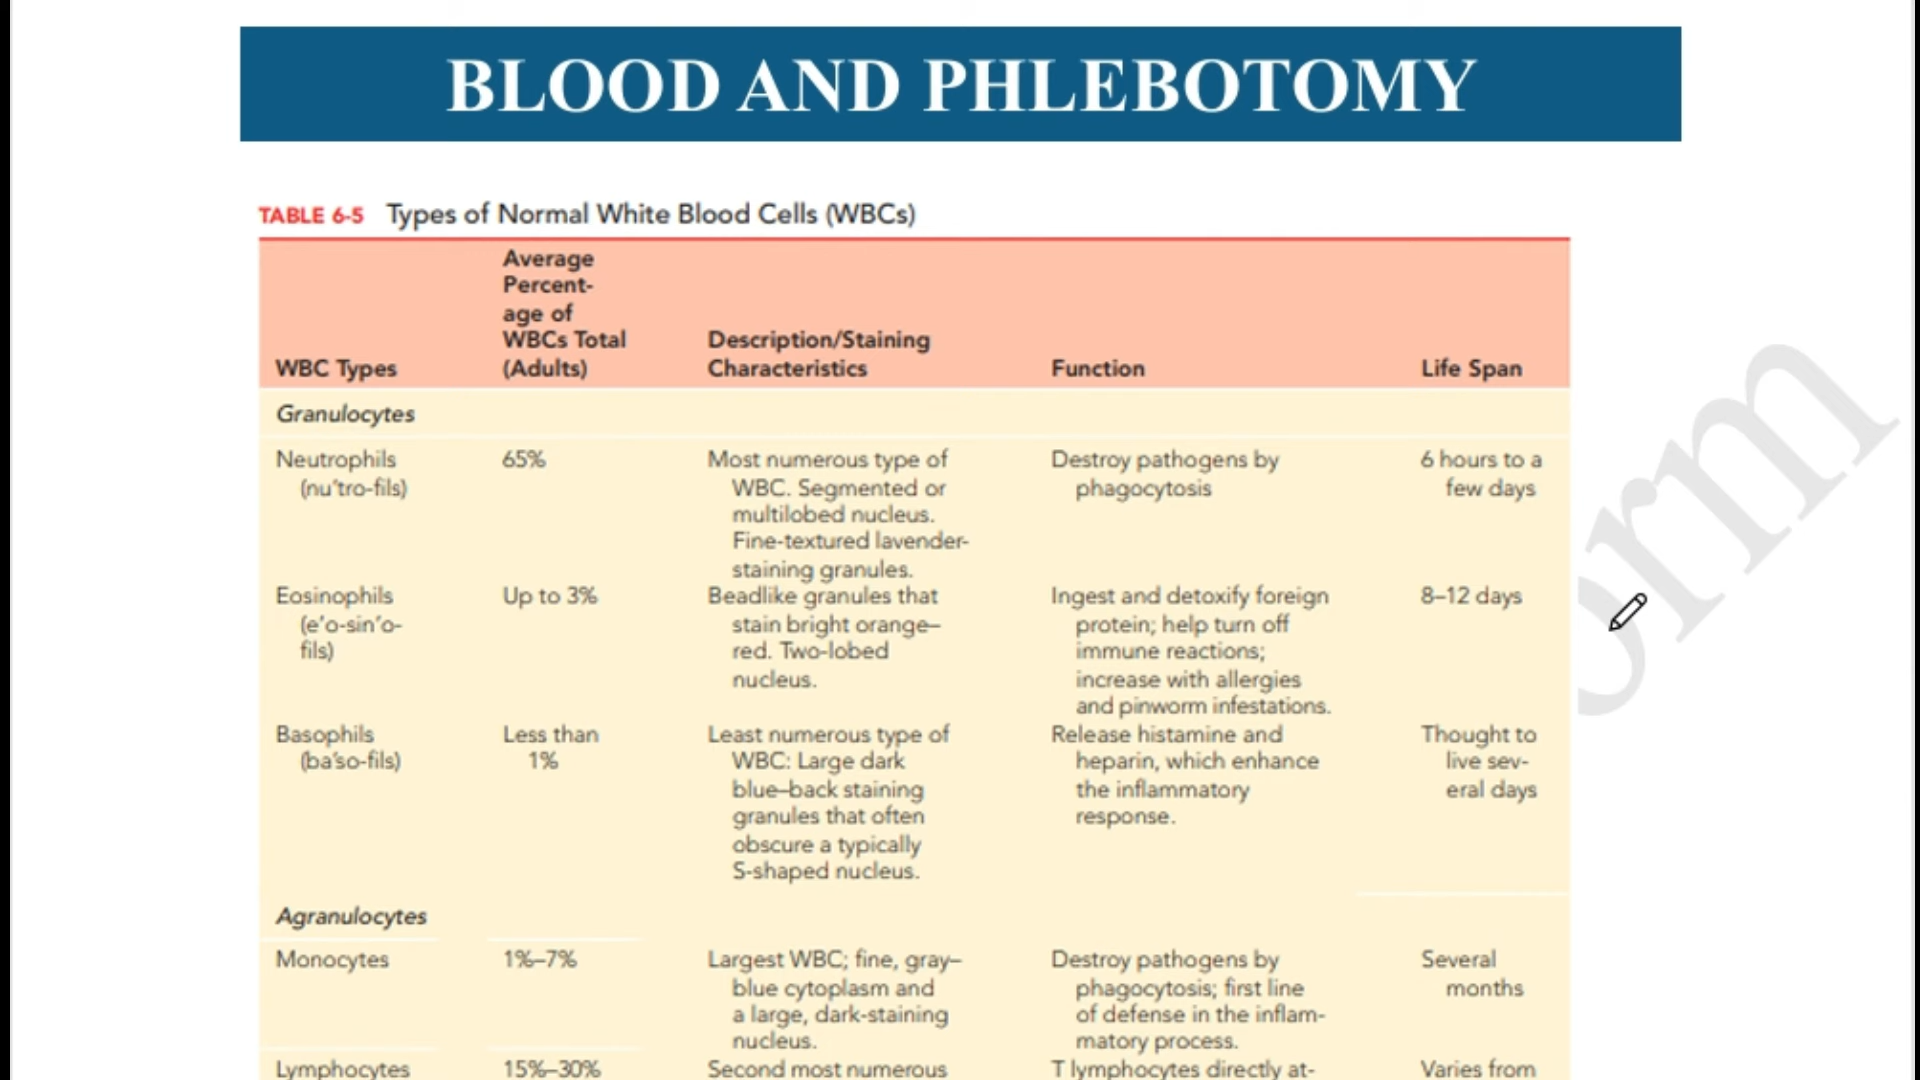 BLOOD AND PHLEBOTOMY
TABLE 6-5 Types of Normal White Blood Cells (WBCs)
WBC Types
Average
Percent-
age of
WBCs Total
(Adults)
Description/Staining
Characteristics
Function
Life Span
Granulocytes
Neutrophils
(nu'tro-fils)
65%
Most numerous type of
WBC. Segmented or
multilobed nucleus.
Fine-textured lavender-
staining granules.
Destroy pathogens by
phagocytosis
6 hours to a
few days
Eosinophils
(e'o-sin'o-
fils)
Up to 3%
Beadlike granules that
stain bright orange–
red. Two-lobed
nucleus.
Ingest and detoxify foreign
protein; help turn off
immune reactions;
increase with allergies
and pinworm infestations.
8–12 days
Basophils
(ba'so-fils)
Less than
1%
Least numerous type of
WBC: Large dark
blue–back staining
granules that often
obscure a typically
S-shaped nucleus.
Release histamine and
heparin, which enhance
the inflammatory
response.
Thought to
live sev-
eral days
Agranulocytes
Monocytes
1%–7%
Largest WBC; fine, gray–
blue cytoplasm and
a large, dark-staining
nucleus.
Destroy pathogens by
phagocytosis; first line
of defense in the inflam-
matory process.
Several
months
Lymphocytes
15%–30%
Second most numerous
T lymphocytes directly at-
Varies from
orm